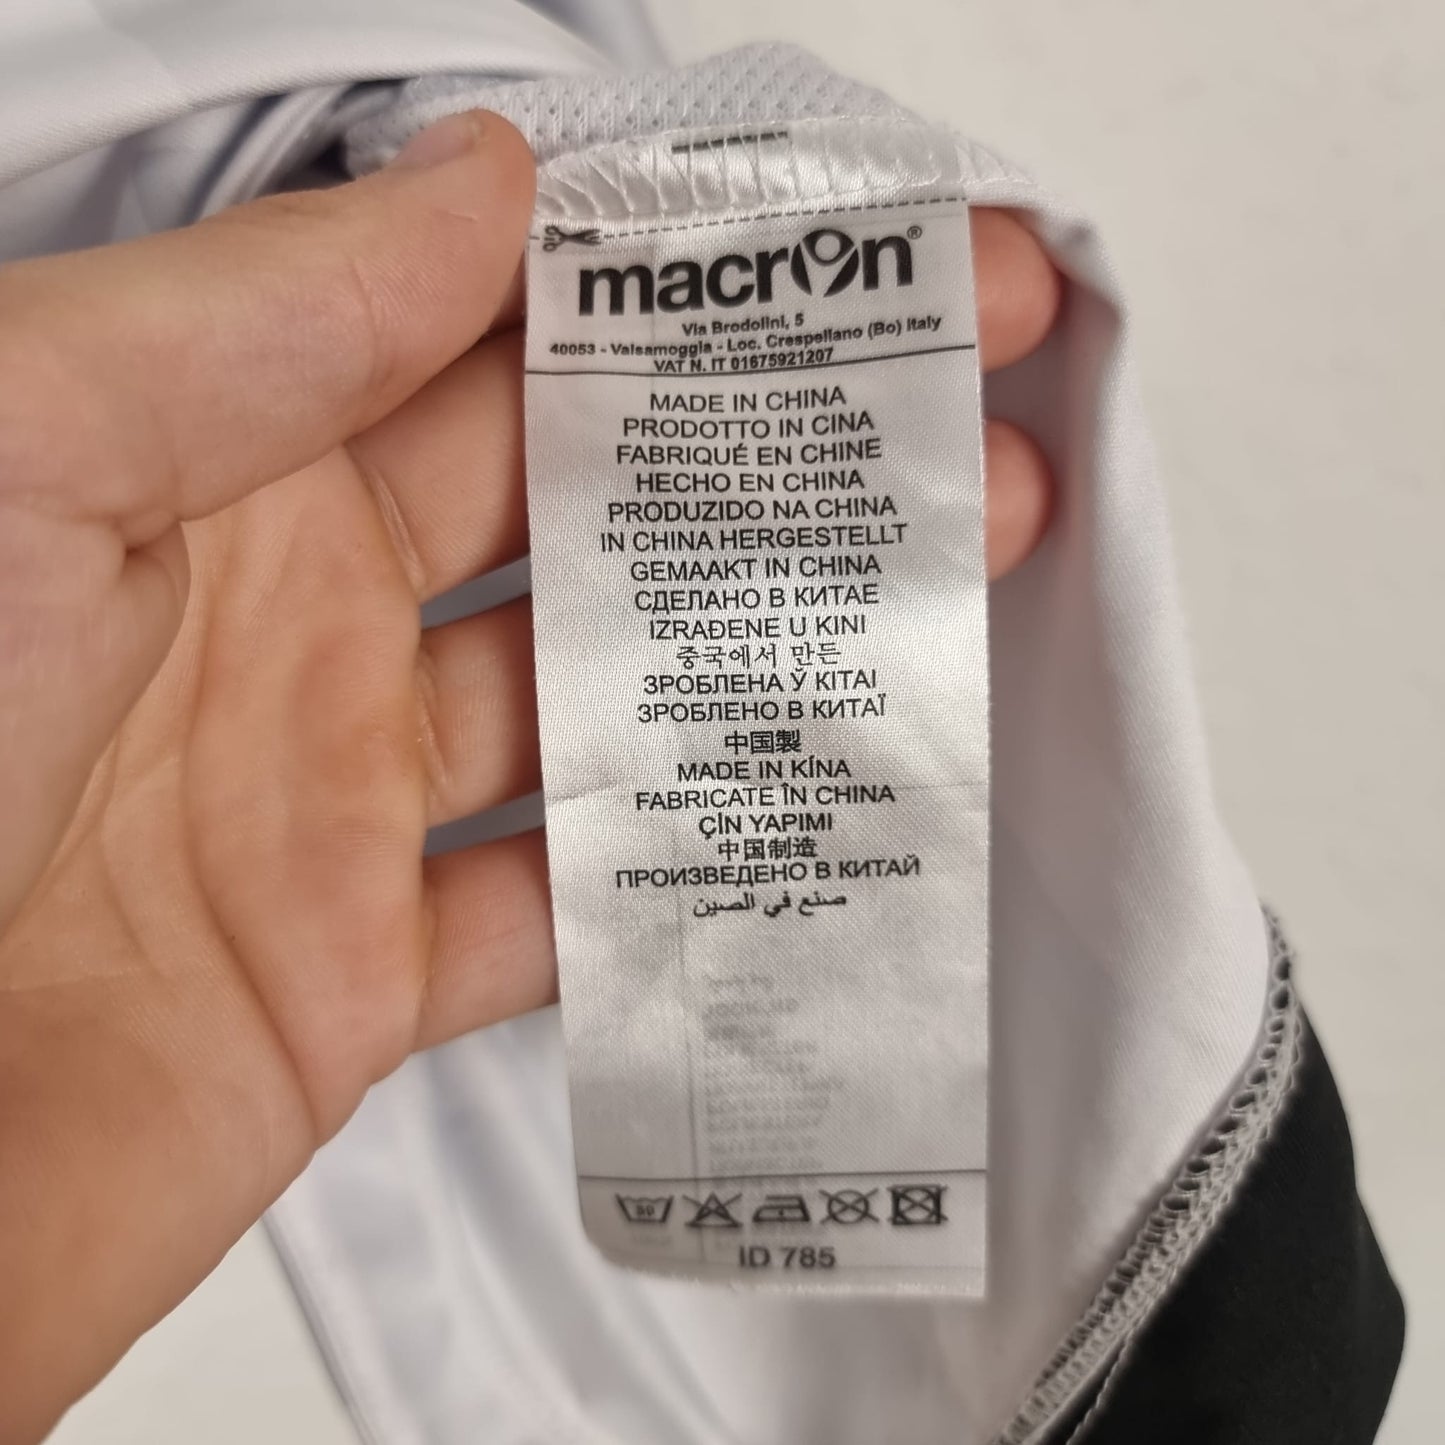 macron®
Via Brodolini, 5
40053 - Valsamoggia - Loc. Crespellano (Bo) Italy
VAT N. IT 01675921207
MADE IN CHINA
PRODOTTO IN CINA
FABRIQUÉ EN CHINE
HECHO EN CHINA
PRODUZIDO NA CHINA
IN CHINA HERGESTELLT
GEMAAKT IN CHINA
СДЕЛАНО В КИТАЕ
IZRAĐENE U KINI
중국에서 만든
ЗРОБЛЕНА Ў KITAI
ЗРОБЛЕНО В КИТАЇ
中国製
MADE IN KÍNA
FABRICATE ÎN CHINA
ÇİN YAPIMI
中国制造
ПРОИЗВЕДЕНО В КИТАЙ
صنع في الصين
ID 785